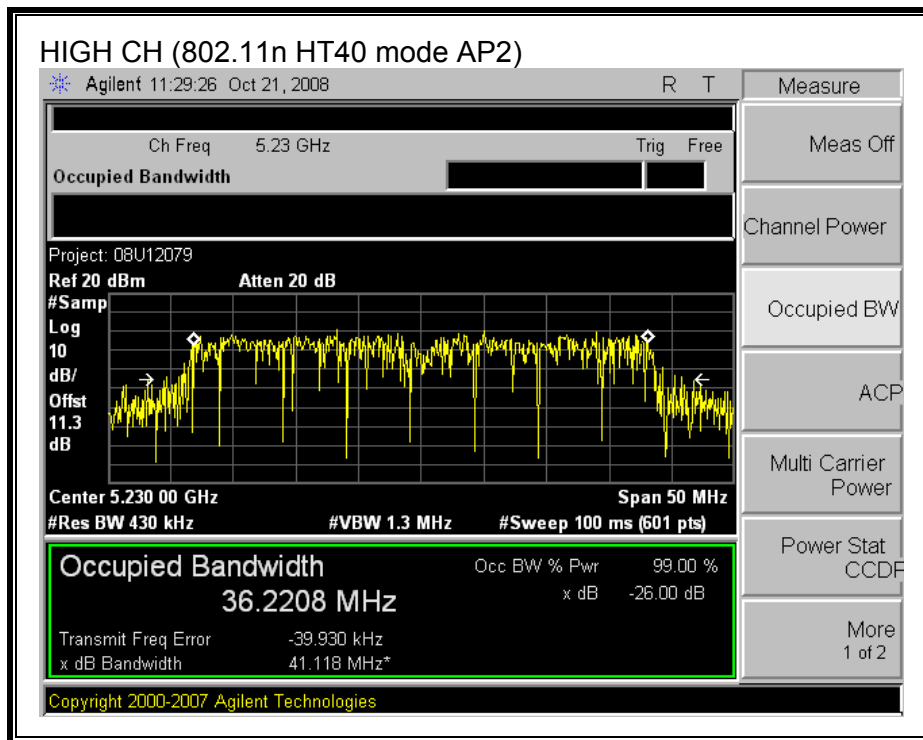 HIGH CH (802.11n HT40 mode AP2)
Agilent 11:29:26 Oct 21, 2008 R T
Measure
Ch Freq 5.23 GHz Trig Free
Occupied Bandwidth
Project: 08U12079
Ref 20 dBm Atten 20 dB
#Samp
Log
10
dB/
Offst
11.3
dB
Center 5.230 00 GHz Span 50 MHz
#Res BW 430 kHz #VBW 1.3 MHz #Sweep 100 ms (601 pts)
Occupied Bandwidth
36.2208 MHz
Occ BW % Pwr 99.00 %
x dB -26.00 dB
Transmit Freq Error -39.930 kHz
x dB Bandwidth 41.118 MHz*
Copyright 2000-2007 Agilent Technologies
Meas Off
Channel Power
Occupied BW
ACP
Multi Carrier
Power
Power Stat
CCDF
More
1 of 2